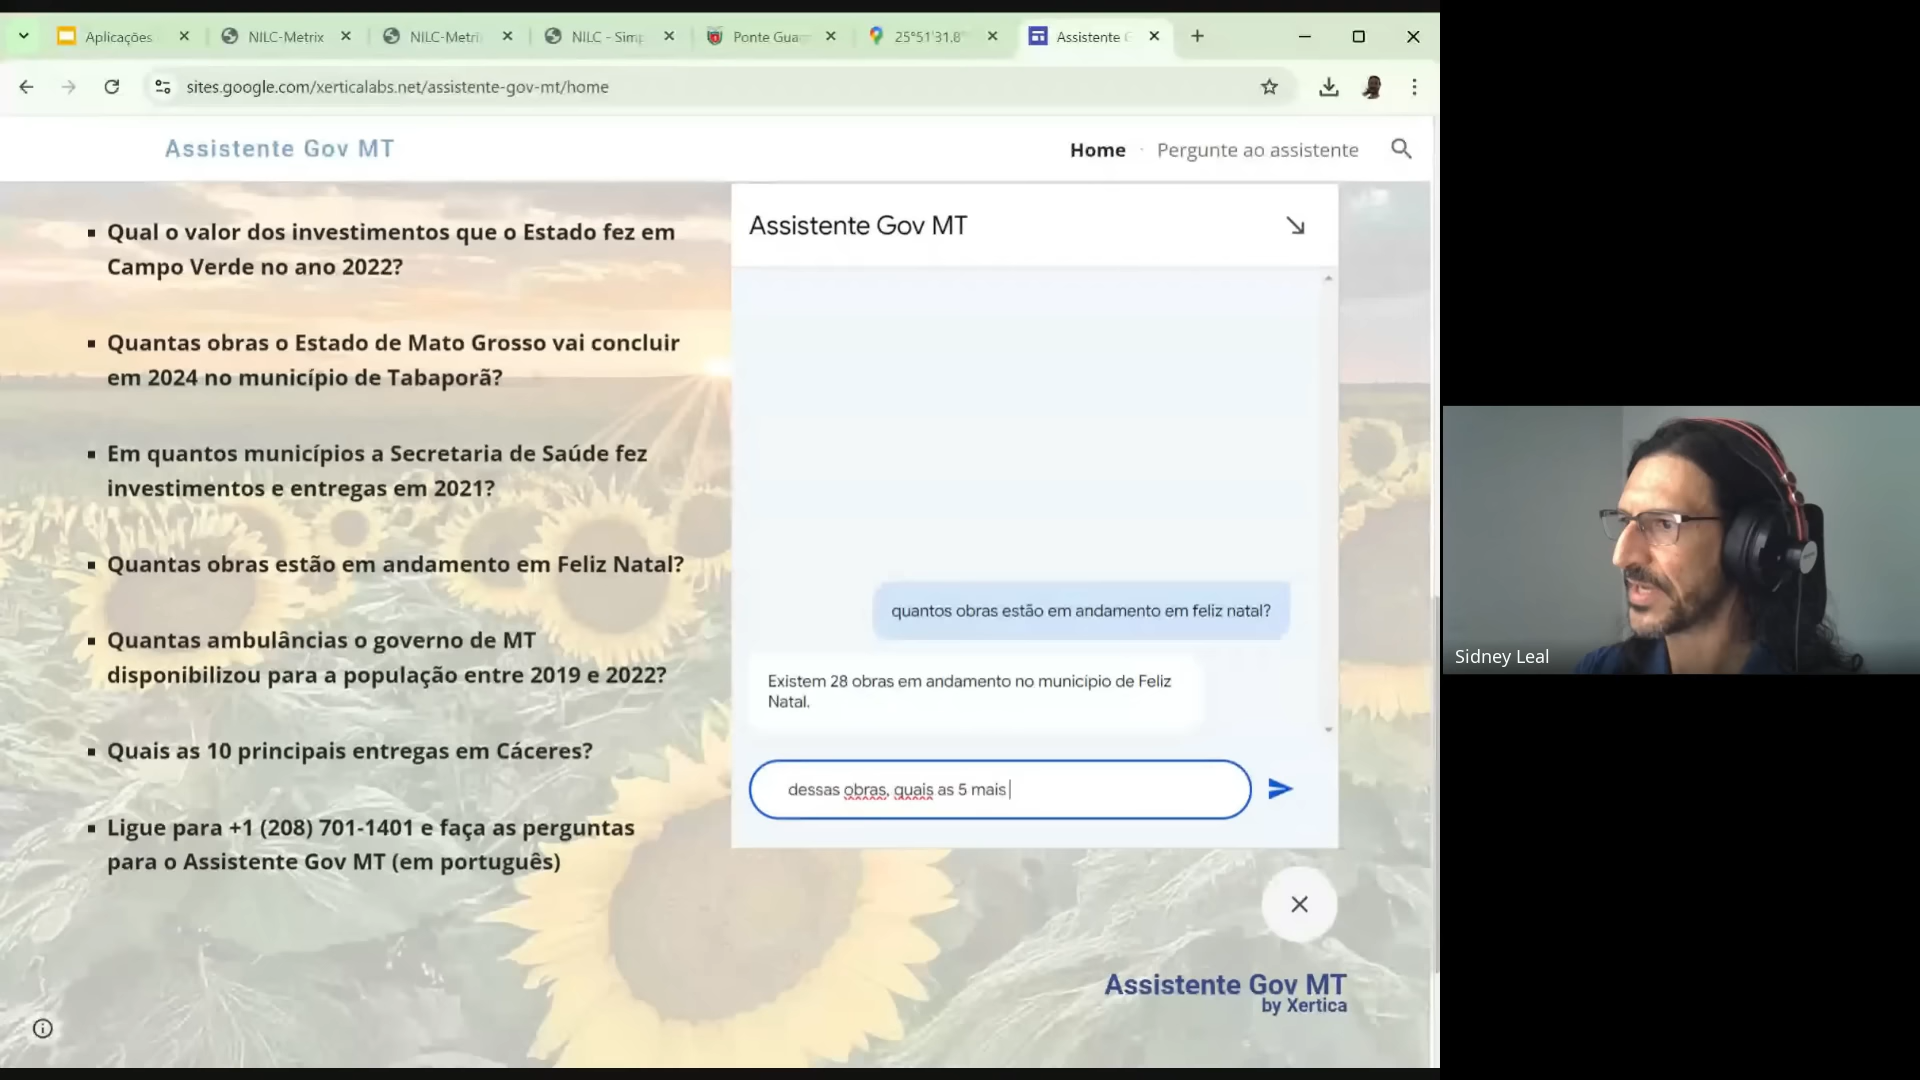 Aplicações
NILC-Metrix
NILC-Metri
NILC - Simp
Ponte Gua
25°51'31.8"
Assistente G
sites.google.com/xerticalabs.net/assistente-gov-mt/home
Assistente Gov MT
Home
Pergunte ao assistente
Qual o valor dos investimentos que o Estado fez em
Campo Verde no ano 2022?
Quantas obras o Estado de Mato Grosso vai concluir
em 2024 no município de Tabaporã?
Em quantos municípios a Secretaria de Saúde fez
investimentos e entregas em 2021?
Quantas obras estão em andamento em Feliz Natal?
Quantas ambulâncias o governo de MT
disponibilizou para a população entre 2019 e 2022?
Quais as 10 principais entregas em Cáceres?
Ligue para +1 (208) 701-1401 e faça as perguntas
para o Assistente Gov MT (em português)
Assistente Gov MT
quantos obras estão em andamento em feliz natal?
Existem 28 obras em andamento no município de Feliz
Natal.
dessas obras, quais as 5 mais
Assistente Gov MT
by Xertica
Sidney Leal